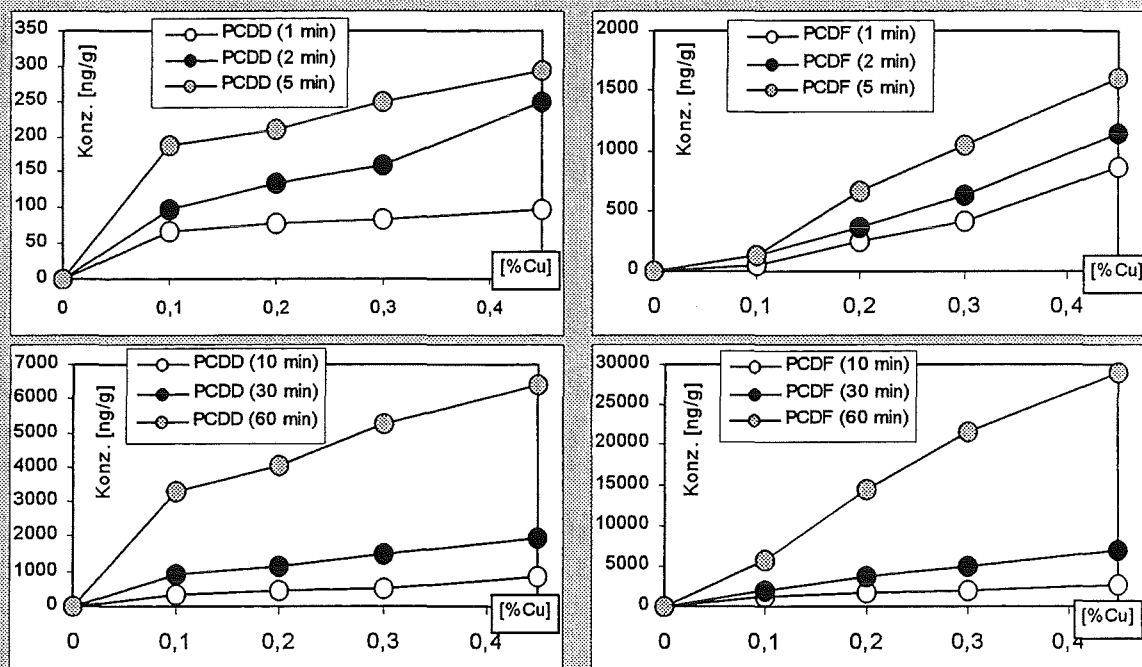 350
300
250
200
150
100
50
0
Konz. [ng/g]
PCDD (1 min)
PCDD (2 min)
PCDD (5 min)
[%Cu]
0 0,1 0,2 0,3 0,4
2000
1500
1000
500
0
Konz. [ng/g]
PCDF (1 min)
PCDF (2 min)
PCDF (5 min)
[%Cu]
0 0,1 0,2 0,3 0,4
7000
6000
5000
4000
3000
2000
1000
0
Konz. [ng/g]
PCDD (10 min)
PCDD (30 min)
PCDD (60 min)
[%Cu]
0 0,1 0,2 0,3 0,4
30000
25000
20000
15000
10000
5000
0
Konz. [ng/g]
PCDF (10 min)
PCDF (30 min)
PCDF (60 min)
[%Cu]
0 0,1 0,2 0,3 0,4